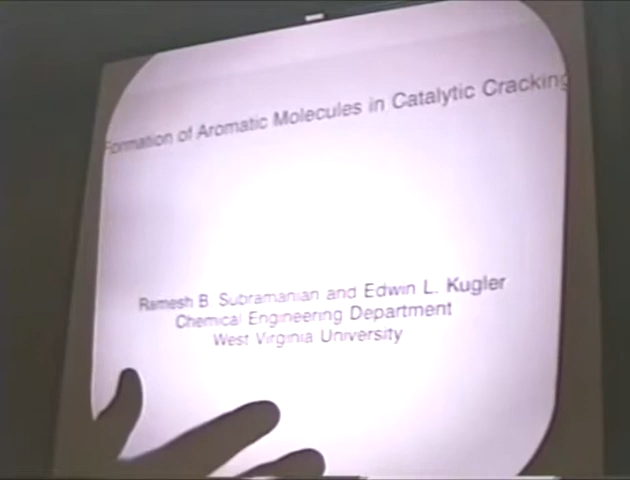 Formation of Aromatic Molecules in Catalytic Cracking
Ramesh B. Subramanian and Edwin L. Kugler
Chemical Engineering Department
West Virginia University